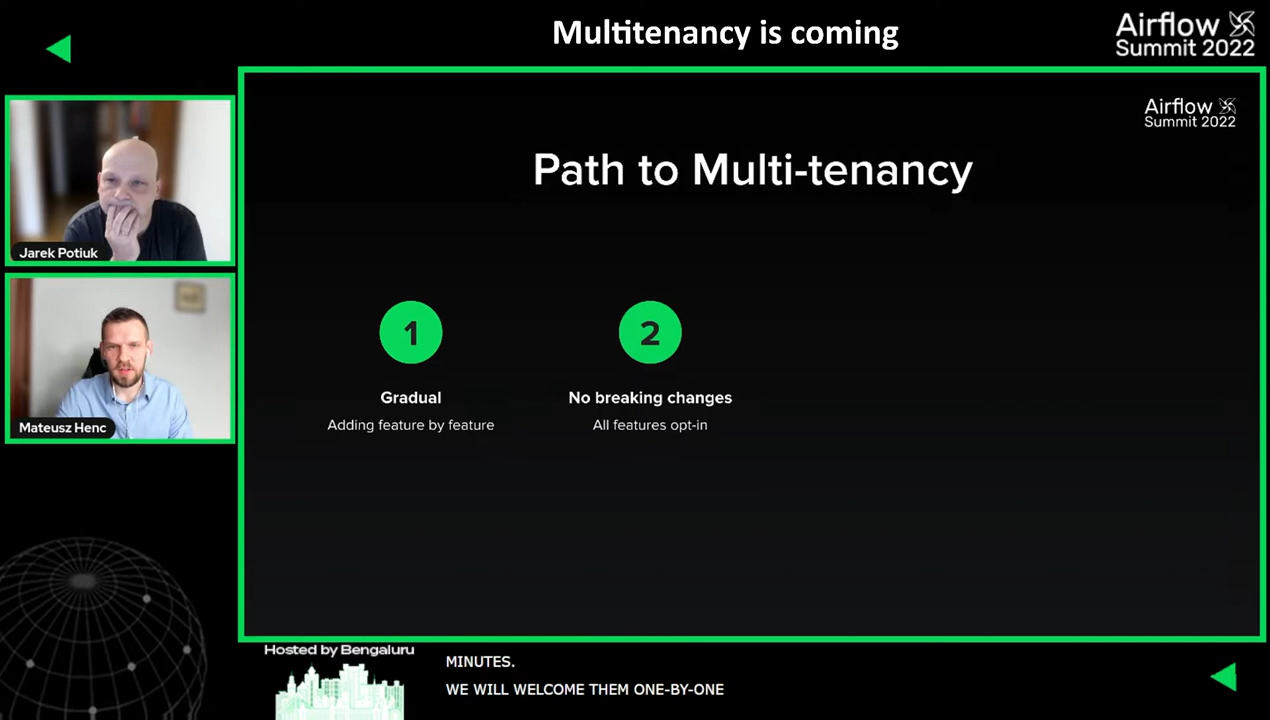 Multitenancy is coming
Airflow
Summit 2022
Jarek Potiuk
Mateusz Henc
Airflow
Summit 2022
Path to Multi-tenancy
1
2
Gradual
No breaking changes
Adding feature by feature
All features opt-in
Hosted by Bengaluru
MINUTES.
WE WILL WELCOME THEM ONE-BY-ONE